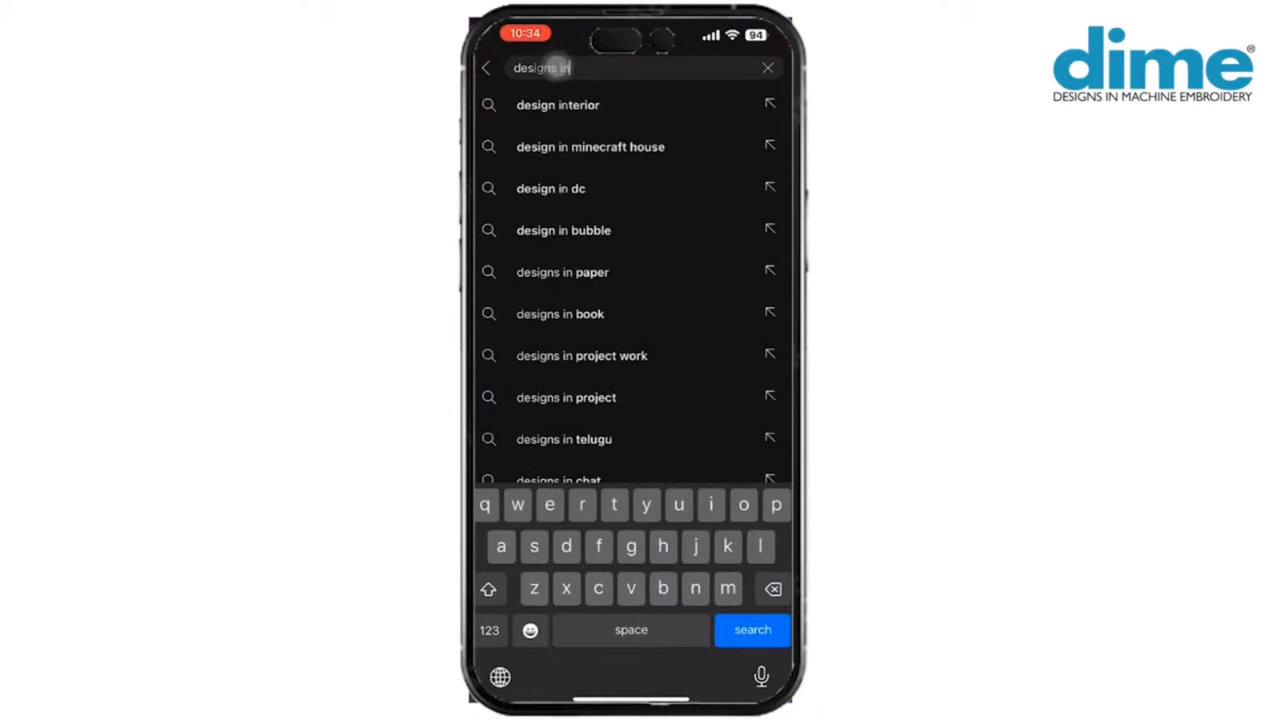 10:34
94
designs in
design interior
design in minecraft house
design in dc
design in bubble
designs in paper
designs in book
designs in project work
designs in project
designs in telugu
designs in chat
q w e r t y u i o p
a s d f g h j k l
z x c v b n m
123 space search
dime®
DESIGNS IN MACHINE EMBROIDERY